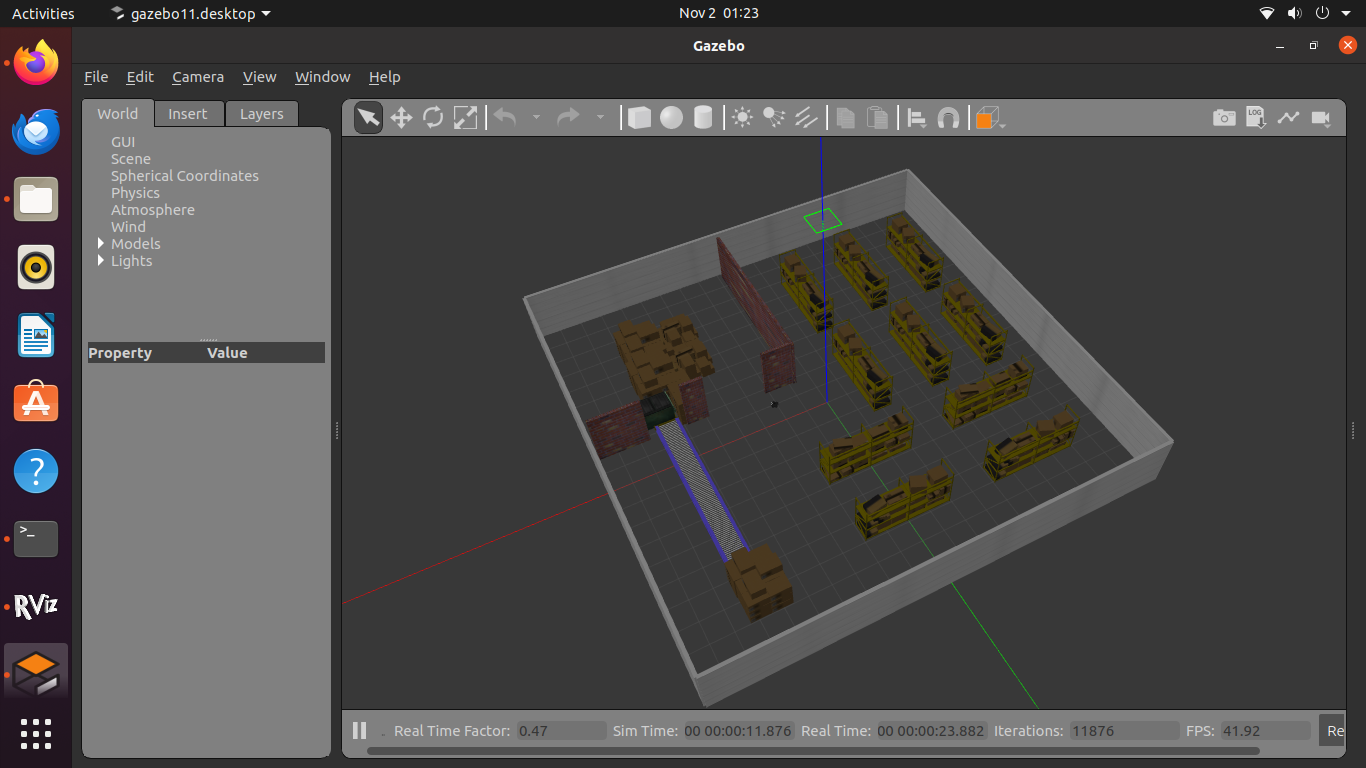 Activities gazebo11.desktop Nov 2 01:23
Gazebo
File Edit Camera View Window Help
World Insert Layers
GUI
Scene
Spherical Coordinates
Physics
Atmosphere
Wind
Models
Lights
Property Value
LOG
>_
RViz
Real Time Factor: 0.47 Sim Time: 00 00:00:11.876 Real Time: 00 00:00:23.882 Iterations: 11876 FPS: 41.92 Re